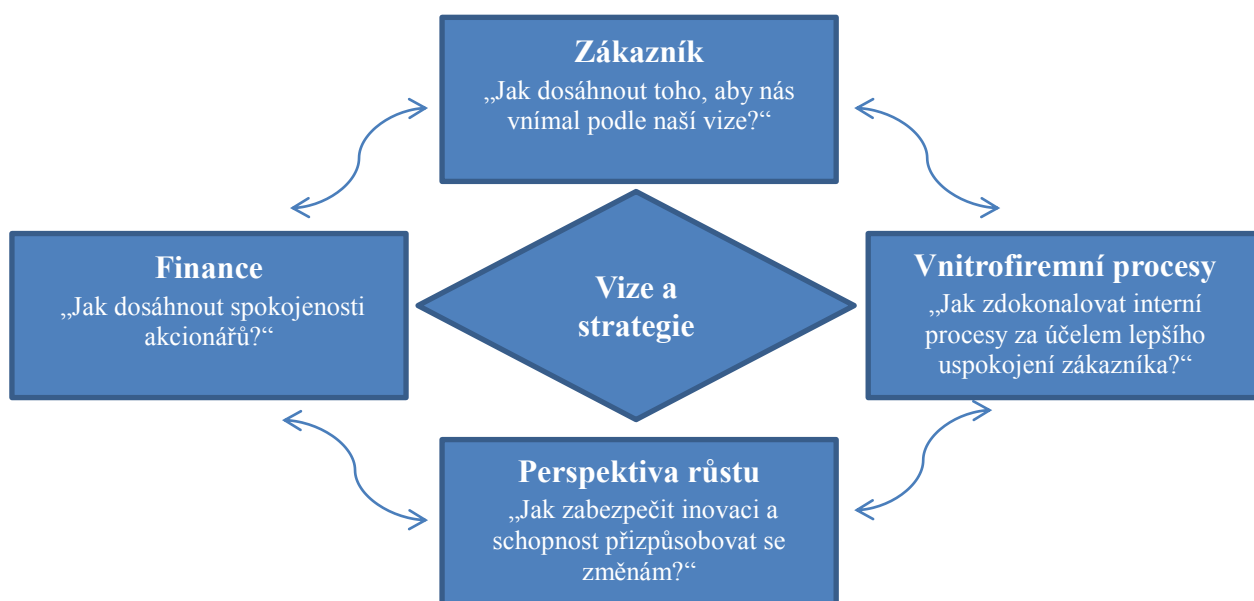 Zákazník
„Jak dosáhnout toho, aby nás
vnímal podle naší vize?“
Finance
„Jak dosáhnout spokojenosti
akcionářů?“
Vize a
strategie
Vnitrofiremní procesy
„Jak zdokonalovat interní
procesy za účelem lepšího
uspokojení zákazníka?“
Perspektiva růstu
„Jak zabezpečit inovaci a
schopnost přizpůsobovat se
změnám?“